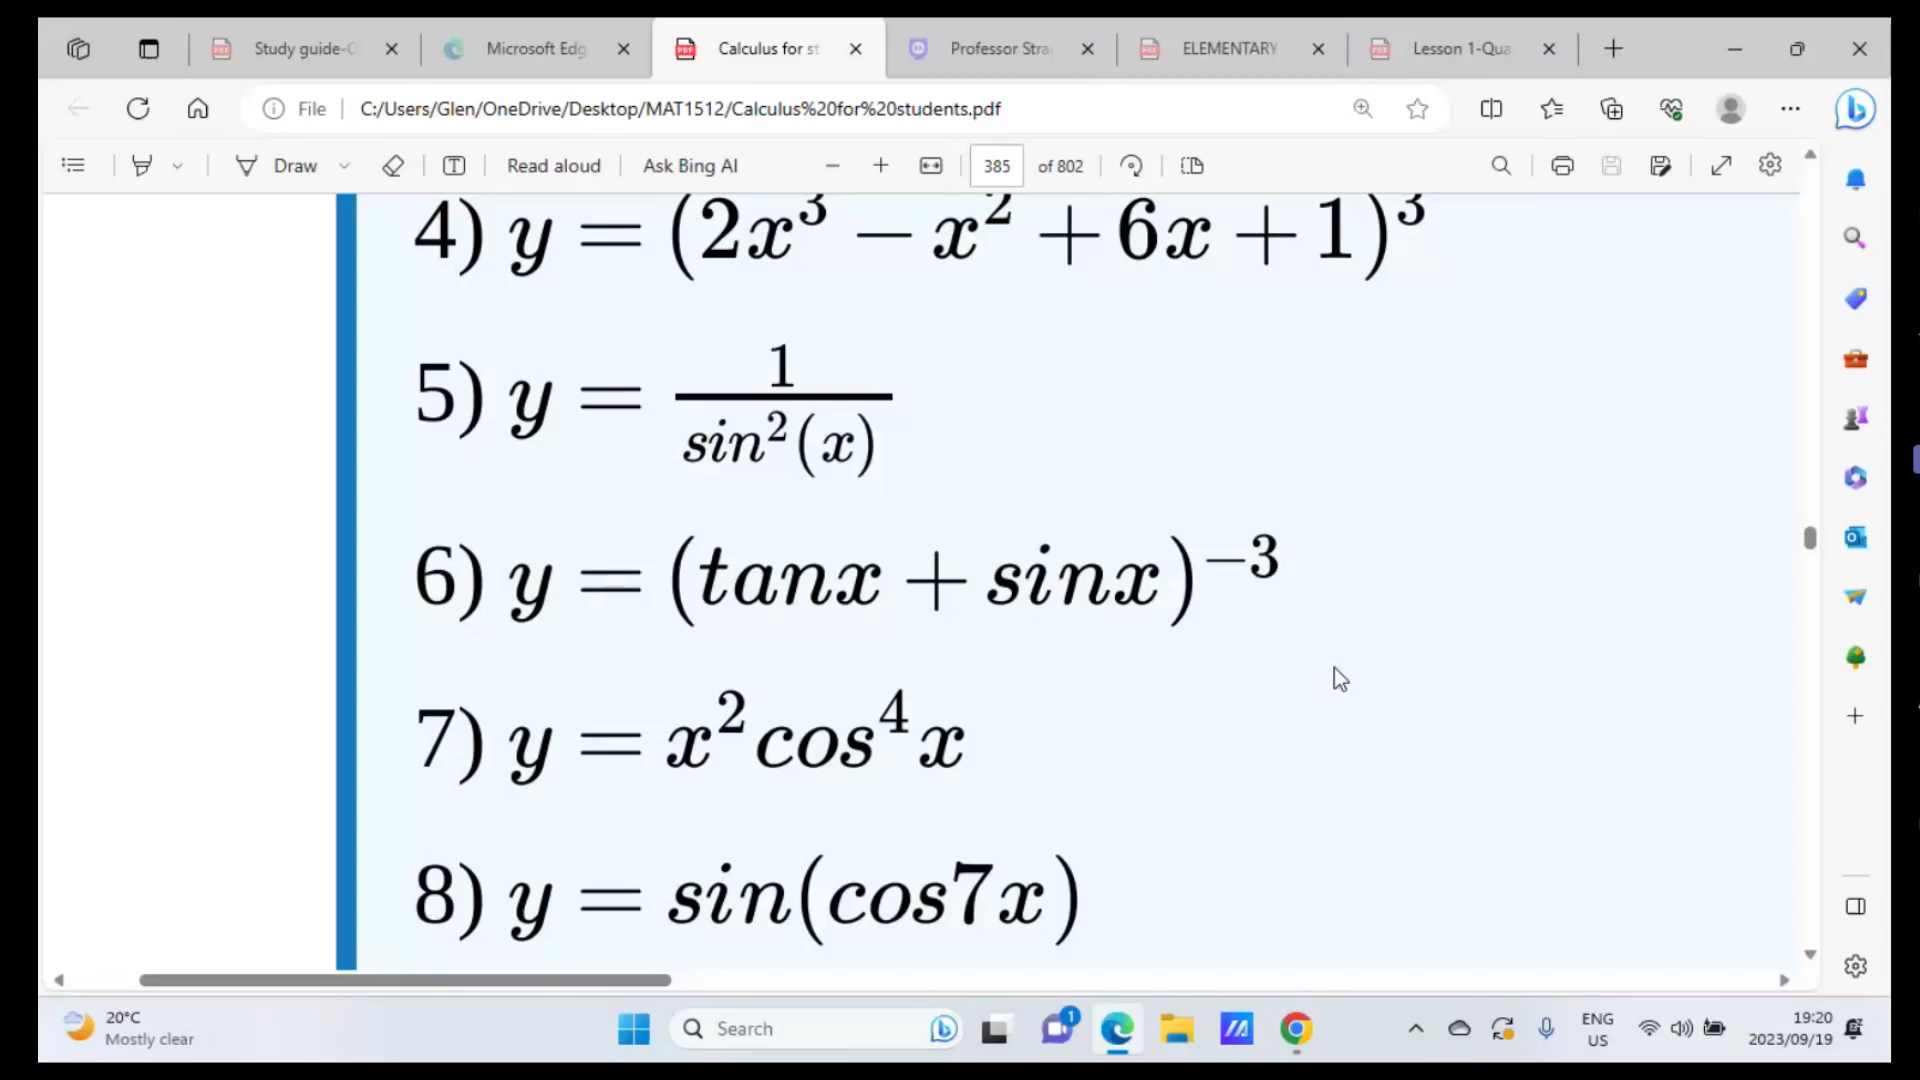 Study guide-C
Microsoft Edg
Calculus for st
Professor Stra
ELEMENTARY
Lesson 1-Qua
File
C:/Users/Glen/OneDrive/Desktop/MAT1512/Calculus%20for%20students.pdf
Draw
Read aloud
Ask Bing AI
385
of 802
4) y = (2x³ − x² + 6x + 1)³
5) y = 1 / sin²(x)
6) y = (tanx + sinx)⁻³
7) y = x²cos⁴x
8) y = sin(cos7x)
20°C
Mostly clear
Search
1
ENG
US
19:20
2023/09/19